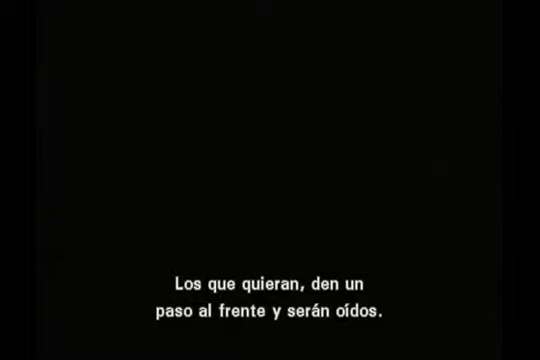 Los que quieran, den un
paso al frente y serán oídos.